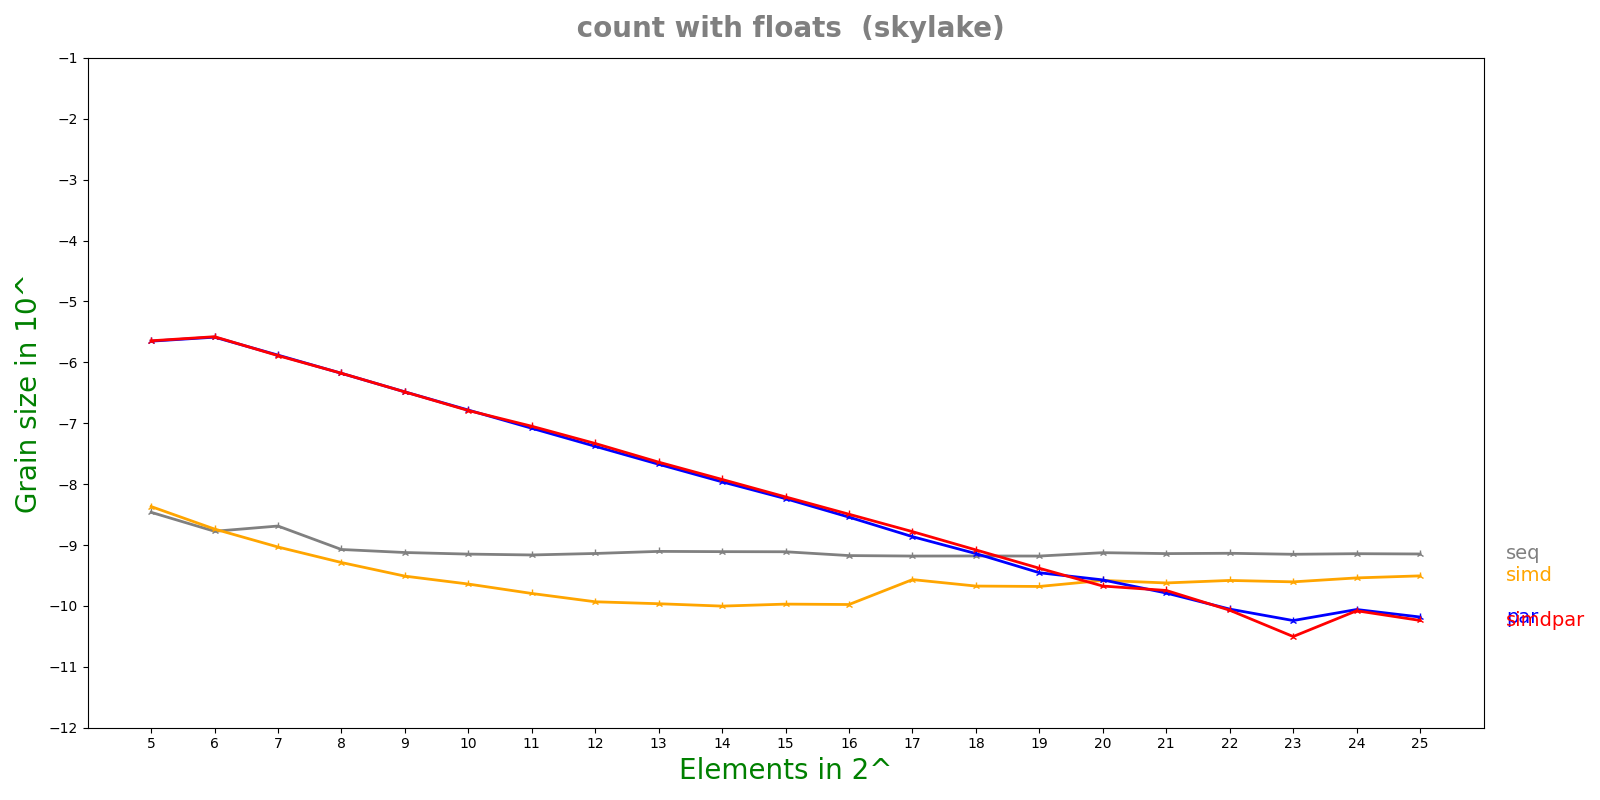 count with floats  (skylake)
Grain size in 10^
−1
−2
−3
−4
−5
−6
−7
−8
−9
−10
−11
−12
seq
simd
par
simdpar
5 6 7 8 9 10 11 12 13 14 15 16 17 18 19 20 21 22 23 24 25
Elements in 2^